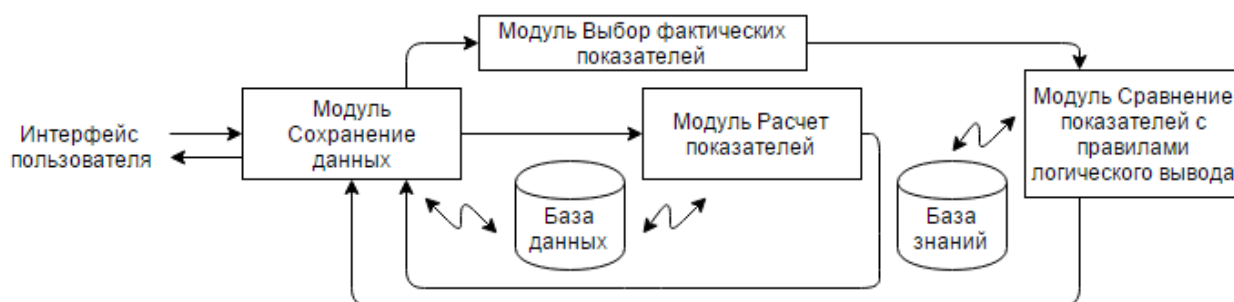 Модуль Выбор фактических
показателей
Интерфейс
пользователя
Модуль
Сохранение
данных
Модуль Расчет
показателей
Модуль Сравнение
показателей с
правилами
логического вывода
База
данных
База
знаний